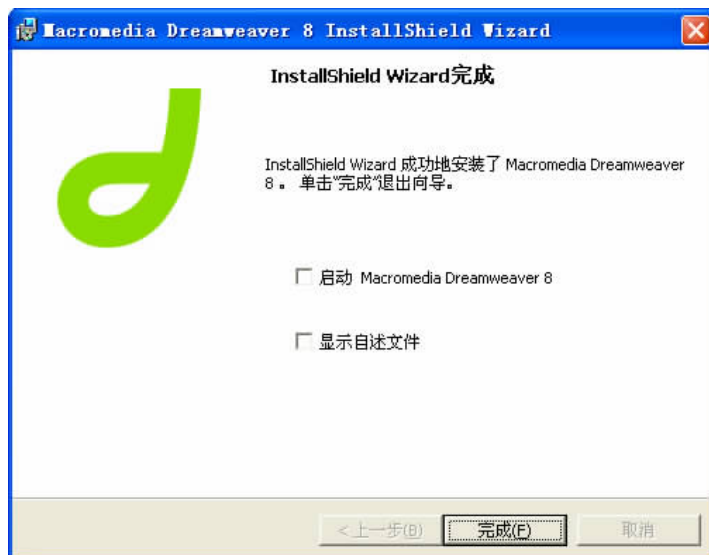 Macromedia Dreamweaver 8 InstallShield Wizard
InstallShield Wizard完成
InstallShield Wizard 成功地安装了 Macromedia Dreamweaver
8 。 单击“完成”退出向导。
启动 Macromedia Dreamweaver 8
显示自述文件
<上一步(B) 完成(F) 取消